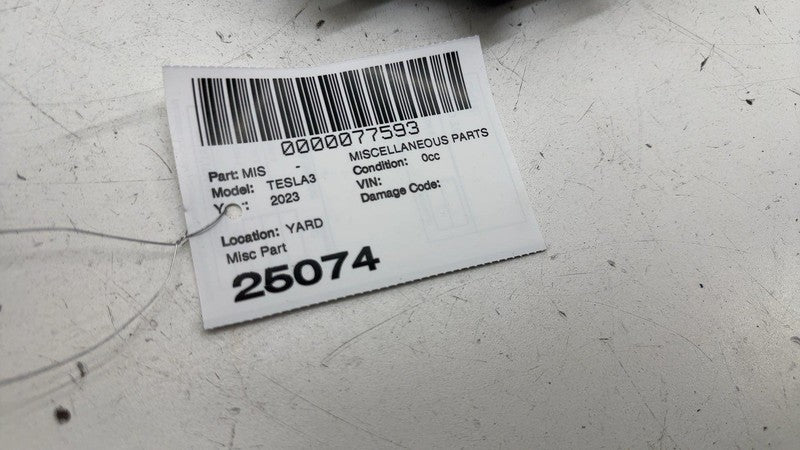 0000077593
Part: MIS - MISCELLANEOUS PARTS
Model: TESLA3 Condition: 0cc
2023 VIN:
Damage Code:
Location: YARD
Misc Part
25074